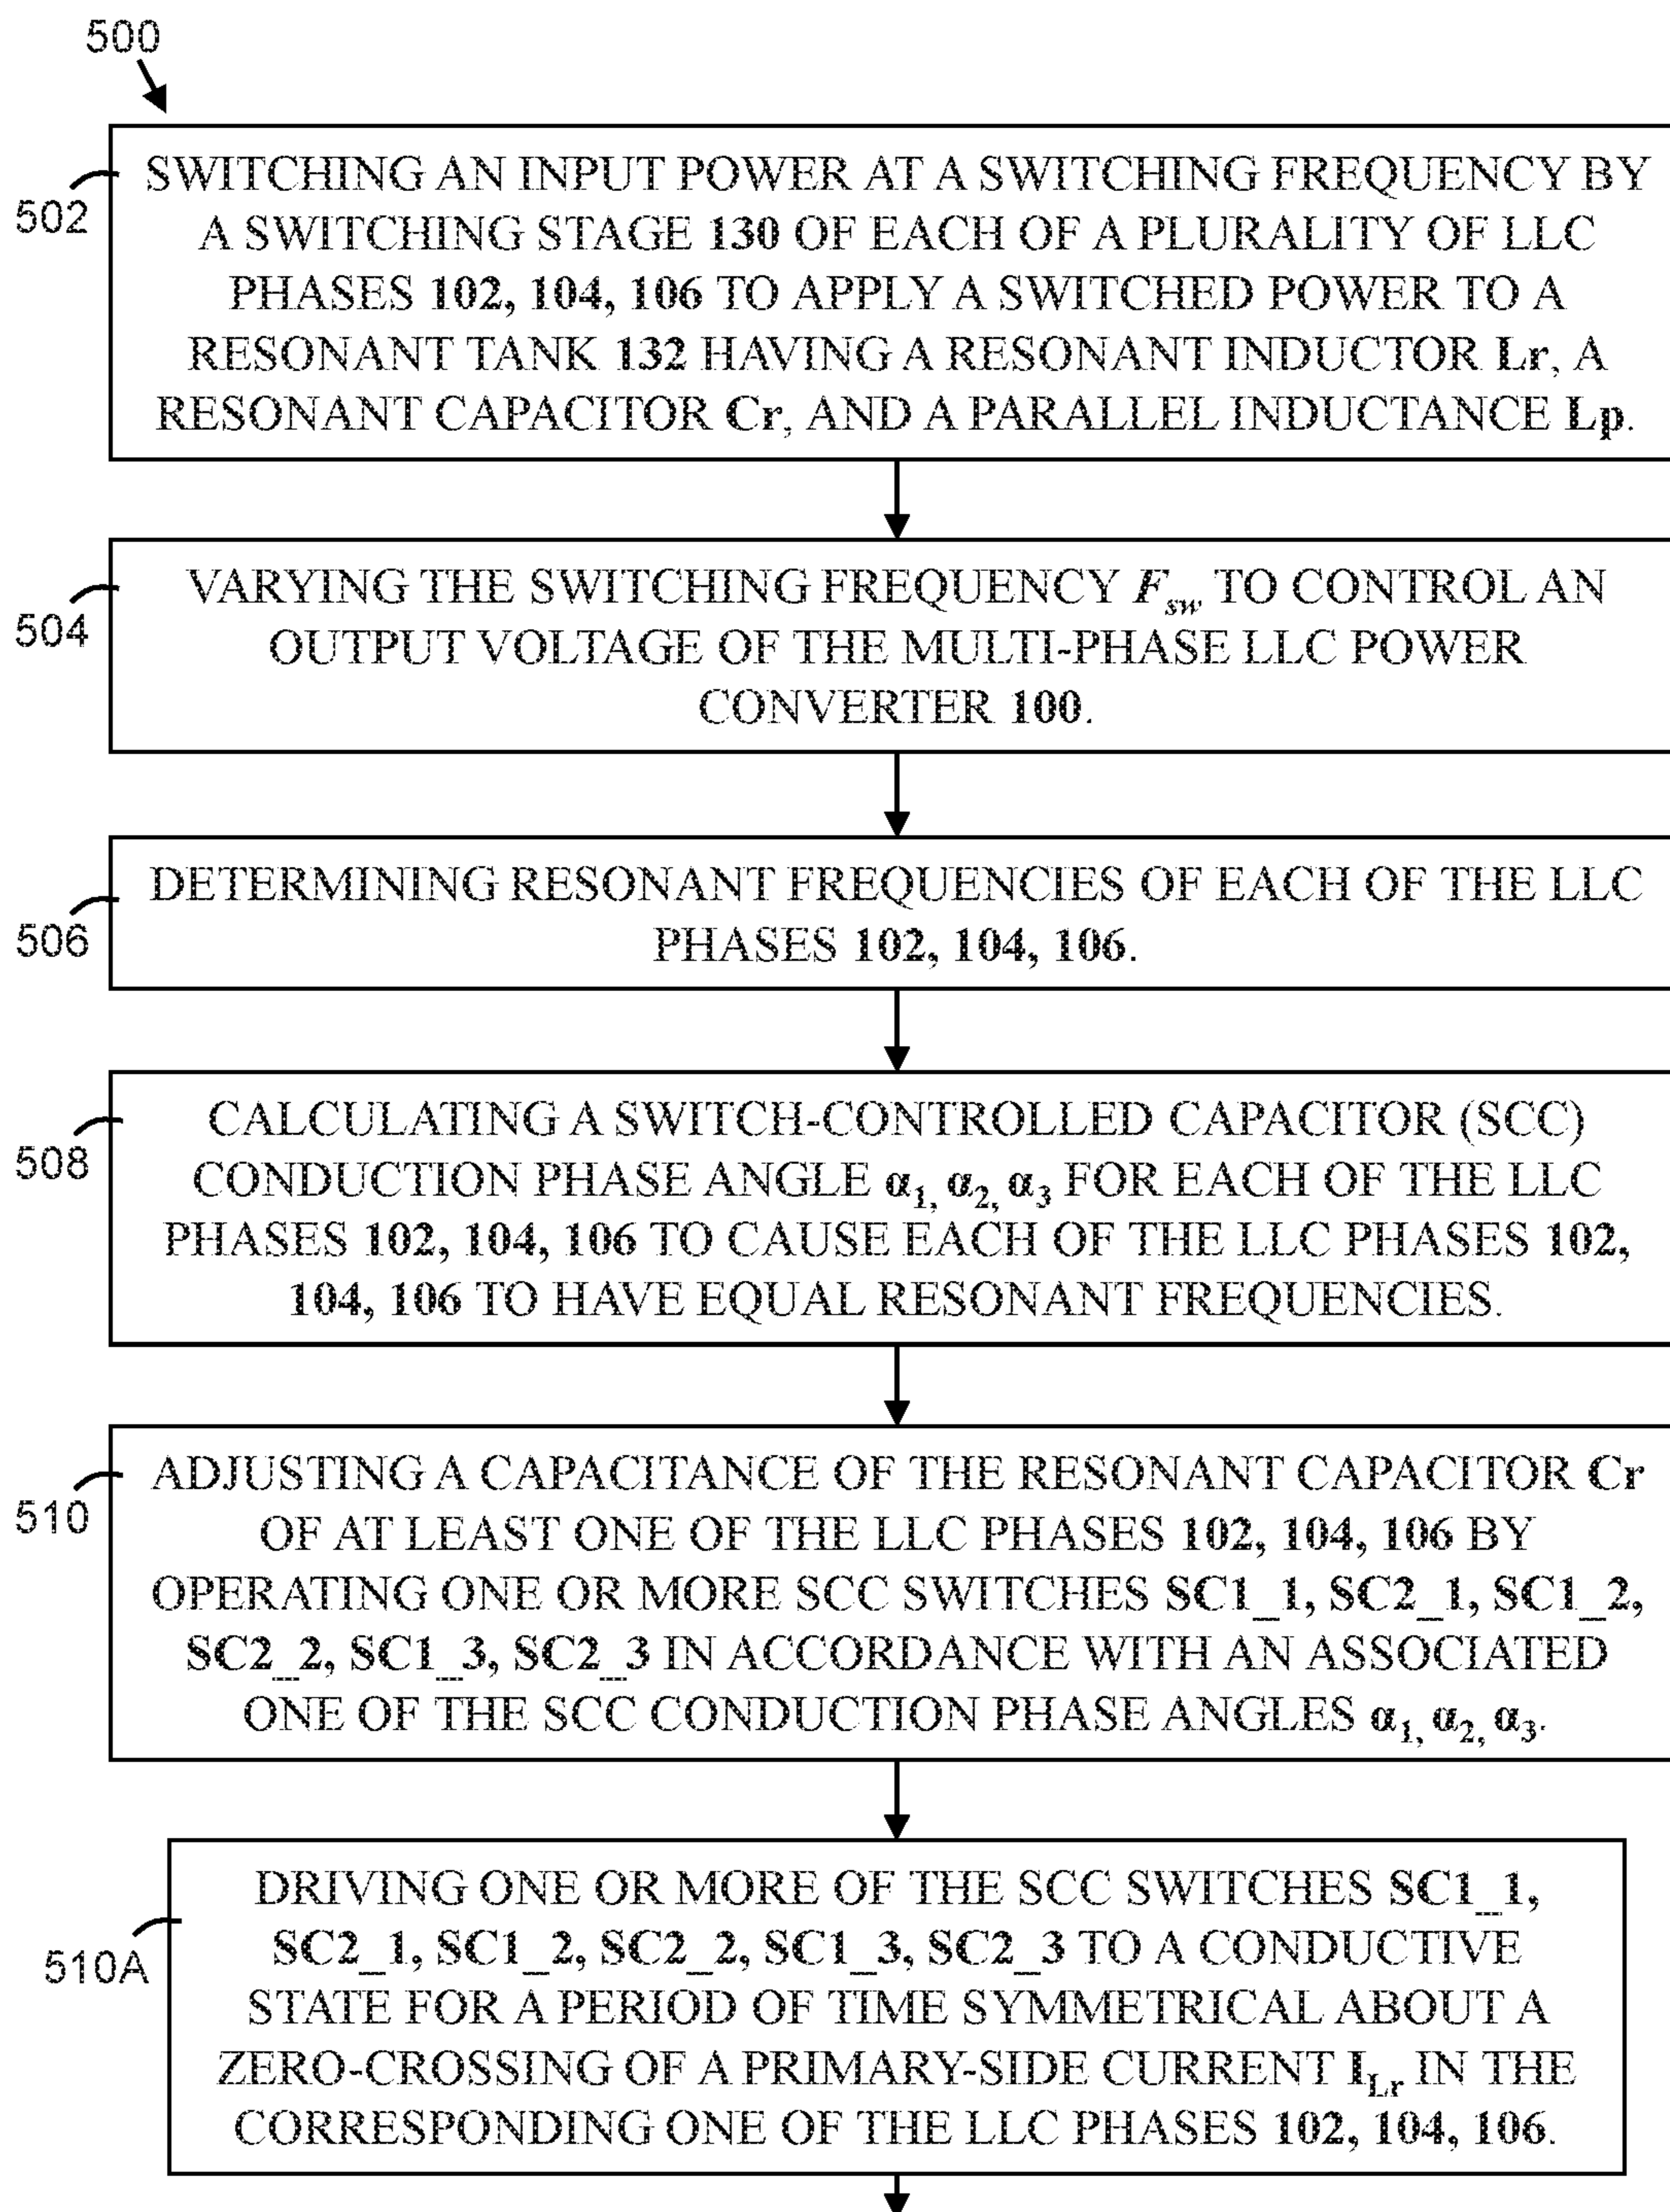 500
502
SWITCHING AN INPUT POWER AT A SWITCHING FREQUENCY BY
A SWITCHING STAGE 130 OF EACH OF A PLURALITY OF LLC
PHASES 102, 104, 106 TO APPLY A SWITCHED POWER TO A
RESONANT TANK 132 HAVING A RESONANT INDUCTOR Lr, A
RESONANT CAPACITOR Cr, AND A PARALLEL INDUCTANCE Lp.
504
VARYING THE SWITCHING FREQUENCY Fsw TO CONTROL AN
OUTPUT VOLTAGE OF THE MULTI-PHASE LLC POWER
CONVERTER 100.
506
DETERMINING RESONANT FREQUENCIES OF EACH OF THE LLC
PHASES 102, 104, 106.
508
CALCULATING A SWITCH-CONTROLLED CAPACITOR (SCC)
CONDUCTION PHASE ANGLE α1, α2, α3 FOR EACH OF THE LLC
PHASES 102, 104, 106 TO CAUSE EACH OF THE LLC PHASES 102,
104, 106 TO HAVE EQUAL RESONANT FREQUENCIES.
510
ADJUSTING A CAPACITANCE OF THE RESONANT CAPACITOR Cr
OF AT LEAST ONE OF THE LLC PHASES 102, 104, 106 BY
OPERATING ONE OR MORE SCC SWITCHES SC1_1, SC2_1, SC1_2,
SC2_2, SC1_3, SC2_3 IN ACCORDANCE WITH AN ASSOCIATED
ONE OF THE SCC CONDUCTION PHASE ANGLES α1, α2, α3.
510A
DRIVING ONE OR MORE OF THE SCC SWITCHES SC1_1,
SC2_1, SC1_2, SC2_2, SC1_3, SC2_3 TO A CONDUCTIVE
STATE FOR A PERIOD OF TIME SYMMETRICAL ABOUT A
ZERO-CROSSING OF A PRIMARY-SIDE CURRENT ILr IN THE
CORRESPONDING ONE OF THE LLC PHASES 102, 104, 106.